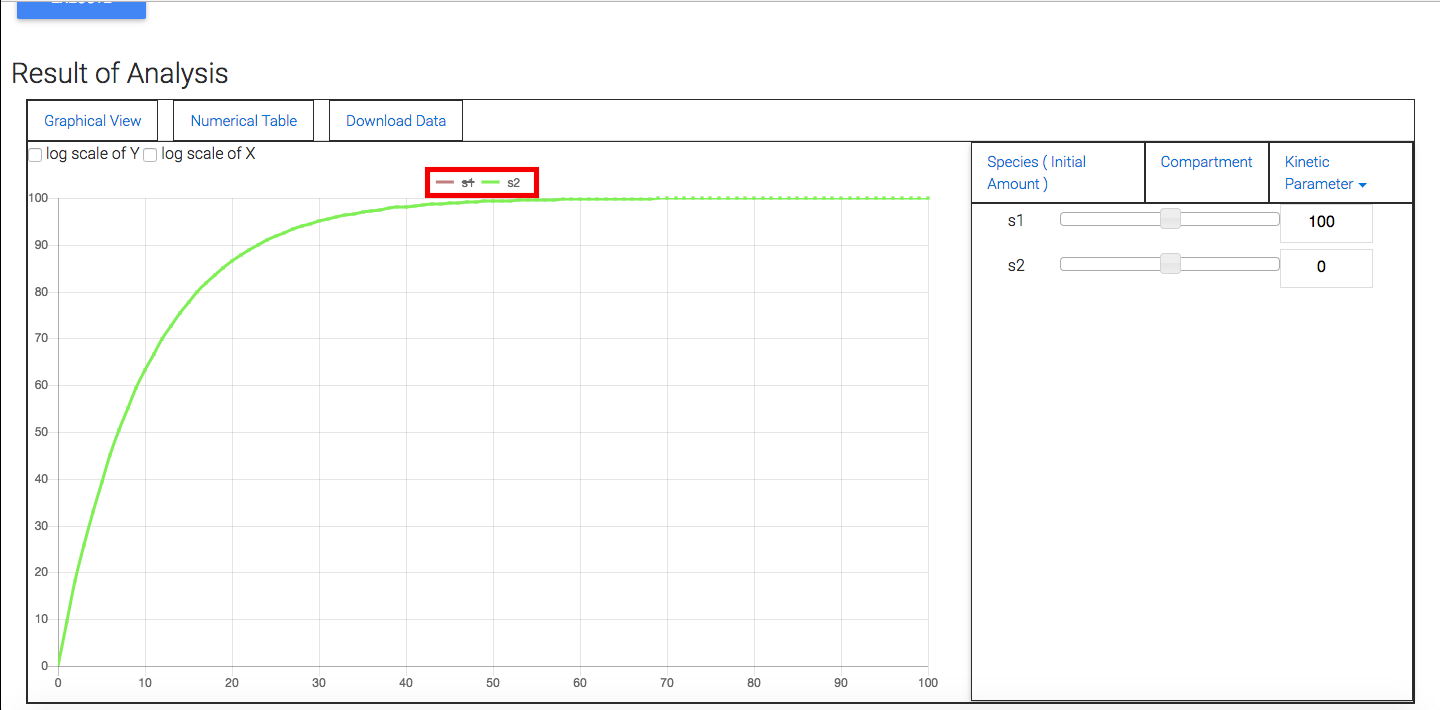 Result of Analysis
Graphical View
Numerical Table
Download Data
log scale of Y
log scale of X
s1
s2
100
90
80
70
60
50
40
30
20
10
0
0
10
20
30
40
50
60
70
80
90
100
Species ( Initial
Amount )
Compartment
Kinetic
Parameter
s1
100
s2
0